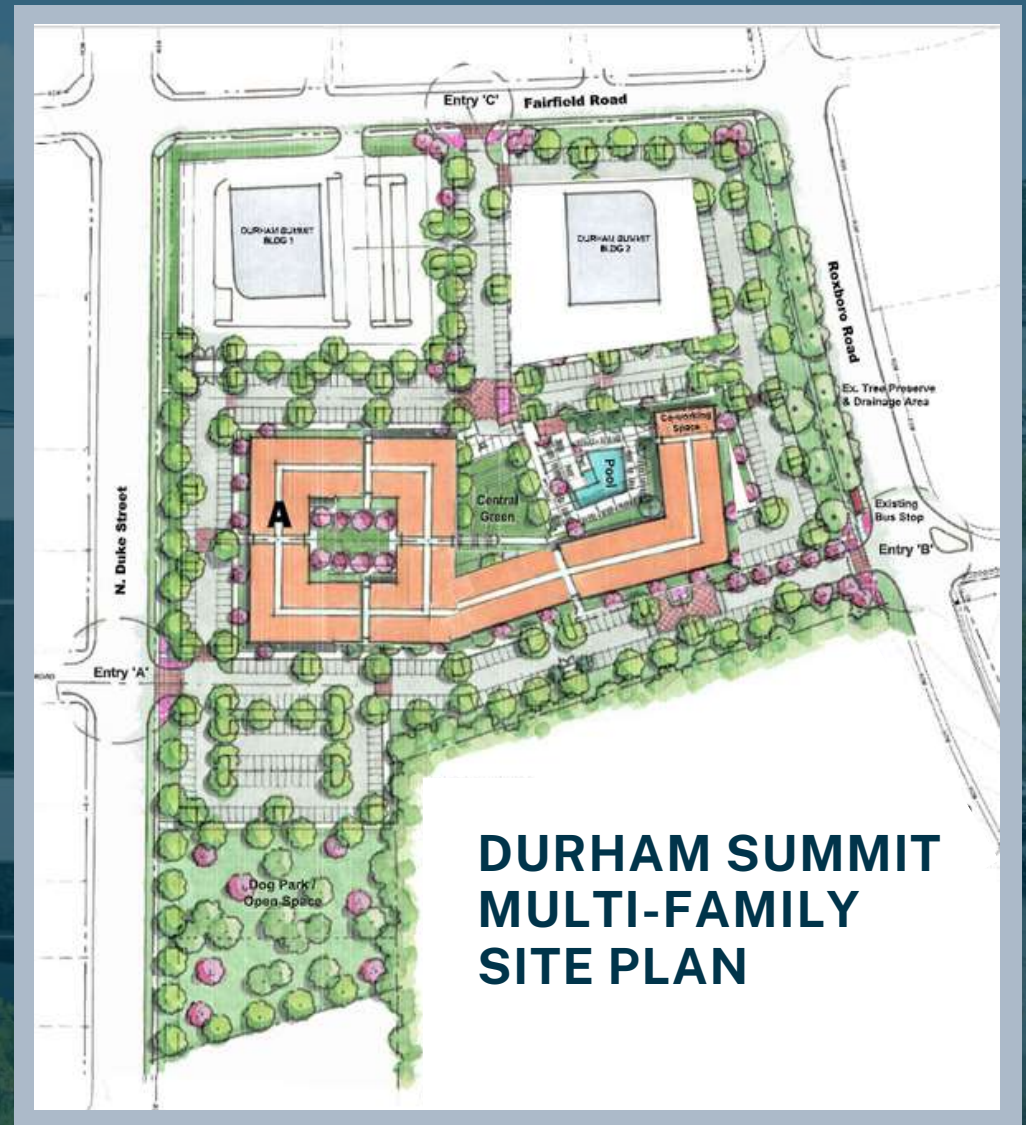 Entry 'C'
Fairfield Road
DURHAM SUMMIT
BLDG 1
DURHAM SUMMIT
BLDG 2
Roxboro Road
Ex. Tree Preserve
& Drainage Area
Co-working
Space
Pool
Central
Green
A
N. Duke Street
Existing
Bus Stop
Entry 'B'
Entry 'A'
ROAD
Dog Park /
Open Space
DURHAM SUMMIT
MULTI-FAMILY
SITE PLAN